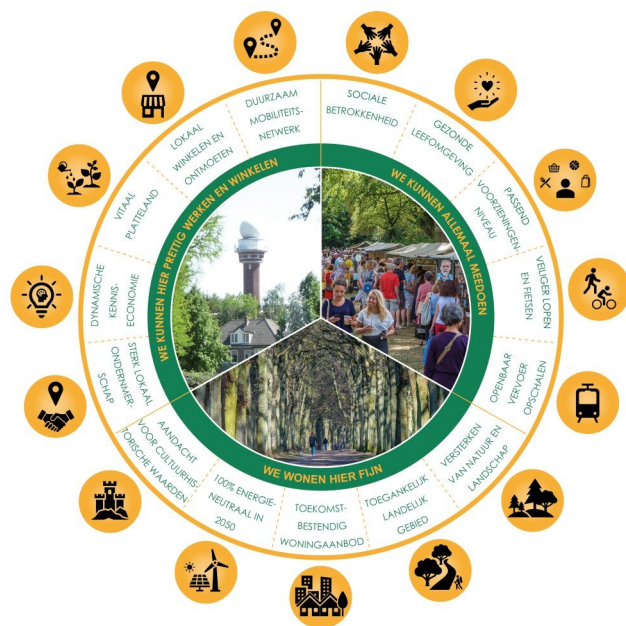 SOCIALE
BETROKKENHEID
GEZONDE
LEEFOMGEVING
PASSEND
VOORZIENINGEN-
NIVEAU
VEILIGER LOPEN
EN FIETSEN
OPENBAAR
VERVOER
OPSCHALEN
VERSTERKEN
VAN NATUUR EN
LANDSCHAP
TOEGANKELIJK
LANDELIJK
GEBIED
TOEKOMST-
BESTENDIG
WONINGAANBOD
100% ENERGIE-
NEUTRAAL IN
2050
AANDACHT
VOOR CULTUURHIS-
TORISCHE WAARDEN
STERK LOKAAL
ONDERNMER-
SCHAP
DYNAMISCHE
KENNIS-
ECONOMIE
VITAAL
PLATTELAND
LOKAAL
WINKELEN EN
ONTMOETEN
DUURZAAM
MOBILITEITS-
NETWERK
WE KUNNEN ALLEMAAL MEEDOEN
WE WONEN HIER FIJN
WE KUNNEN HIER PRETTIG WERKEN EN WINKELEN